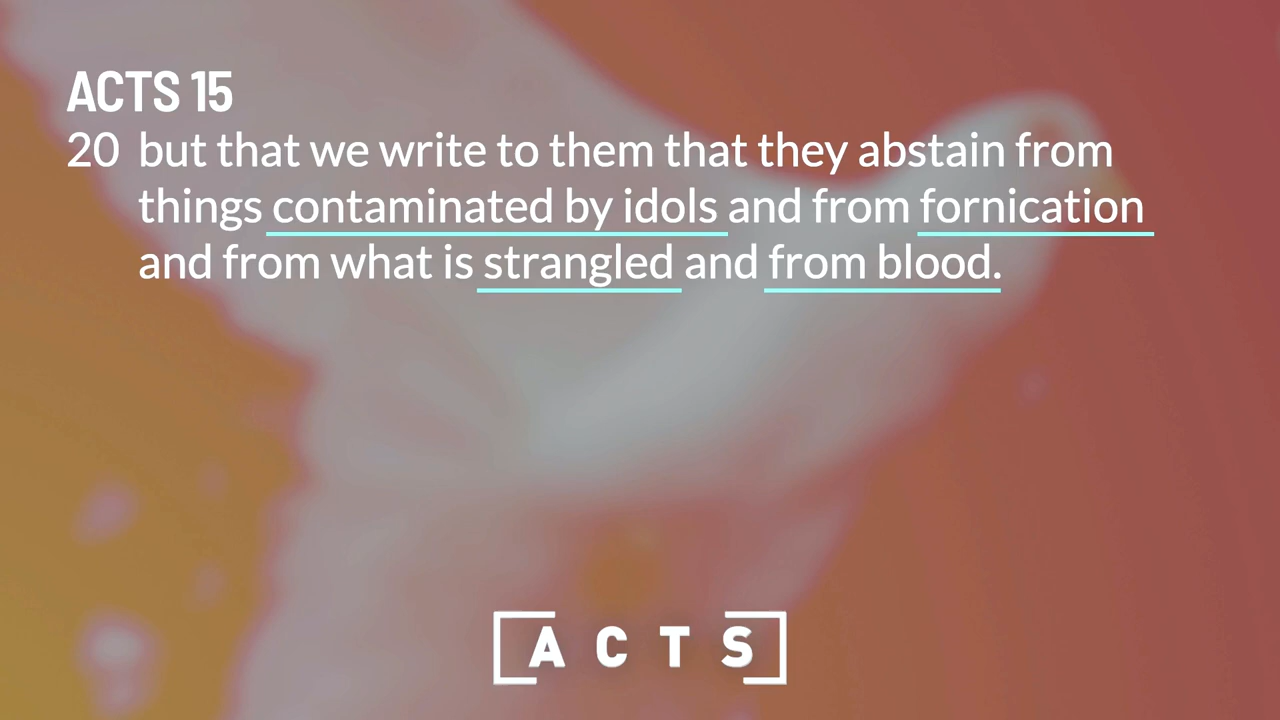 ACTS 15
20 but that we write to them that they abstain from
things contaminated by idols and from fornication
and from what is strangled and from blood.
ACTS